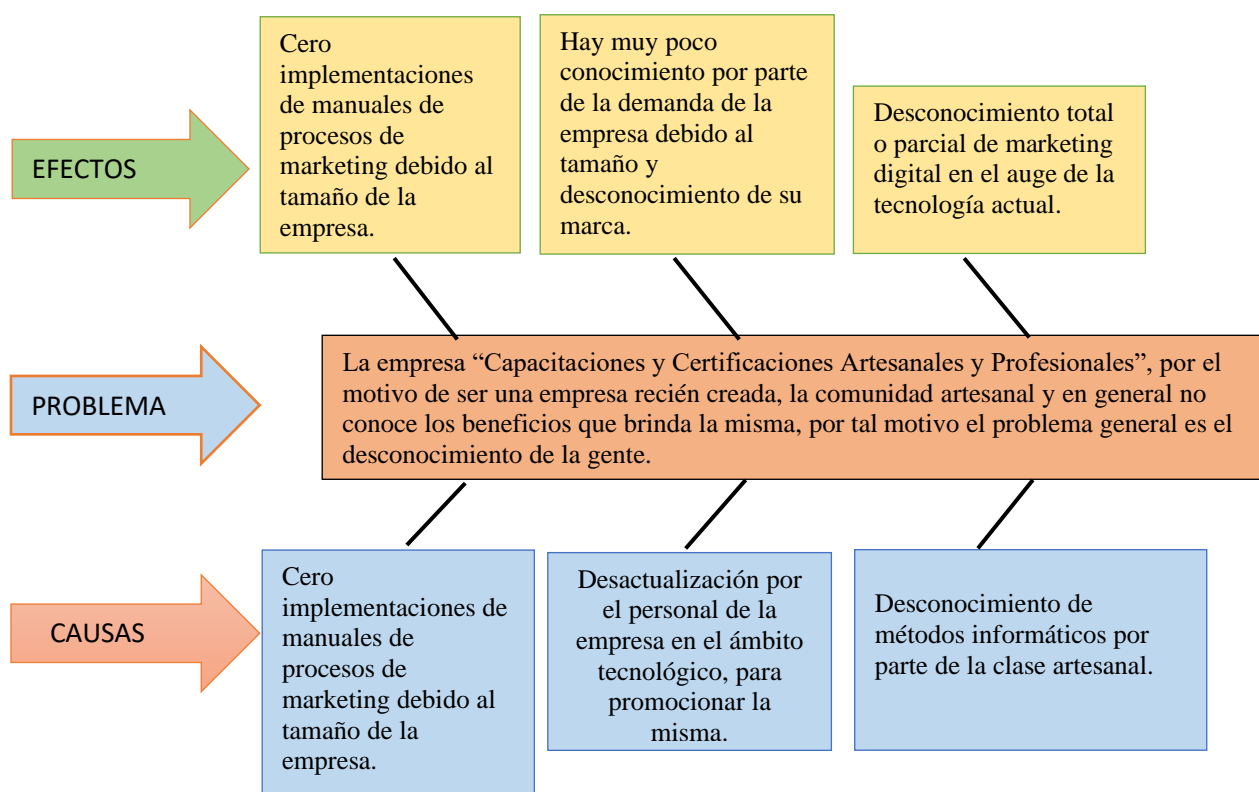 EFECTOS
Cero
implementaciones
de manuales de
procesos de
marketing debido al
tamaño de la
empresa.
Hay muy poco
conocimiento por parte
de la demanda de la
empresa debido al
tamaño y
desconocimiento de su
marca.
Desconocimiento total
o parcial de marketing
digital en el auge de la
tecnología actual.
PROBLEMA
La empresa “Capacitaciones y Certificaciones Artesanales y Profesionales”, por el
motivo de ser una empresa recién creada, la comunidad artesanal y en general no
conoce los beneficios que brinda la misma, por tal motivo el problema general es el
desconocimiento de la gente.
CAUSAS
Cero
implementaciones de
manuales de
procesos de
marketing debido al
tamaño de la
empresa.
Desactualización por
el personal de la
empresa en el ámbito
tecnológico, para
promocionar la
misma.
Desconocimiento de
métodos informáticos por
parte de la clase artesanal.